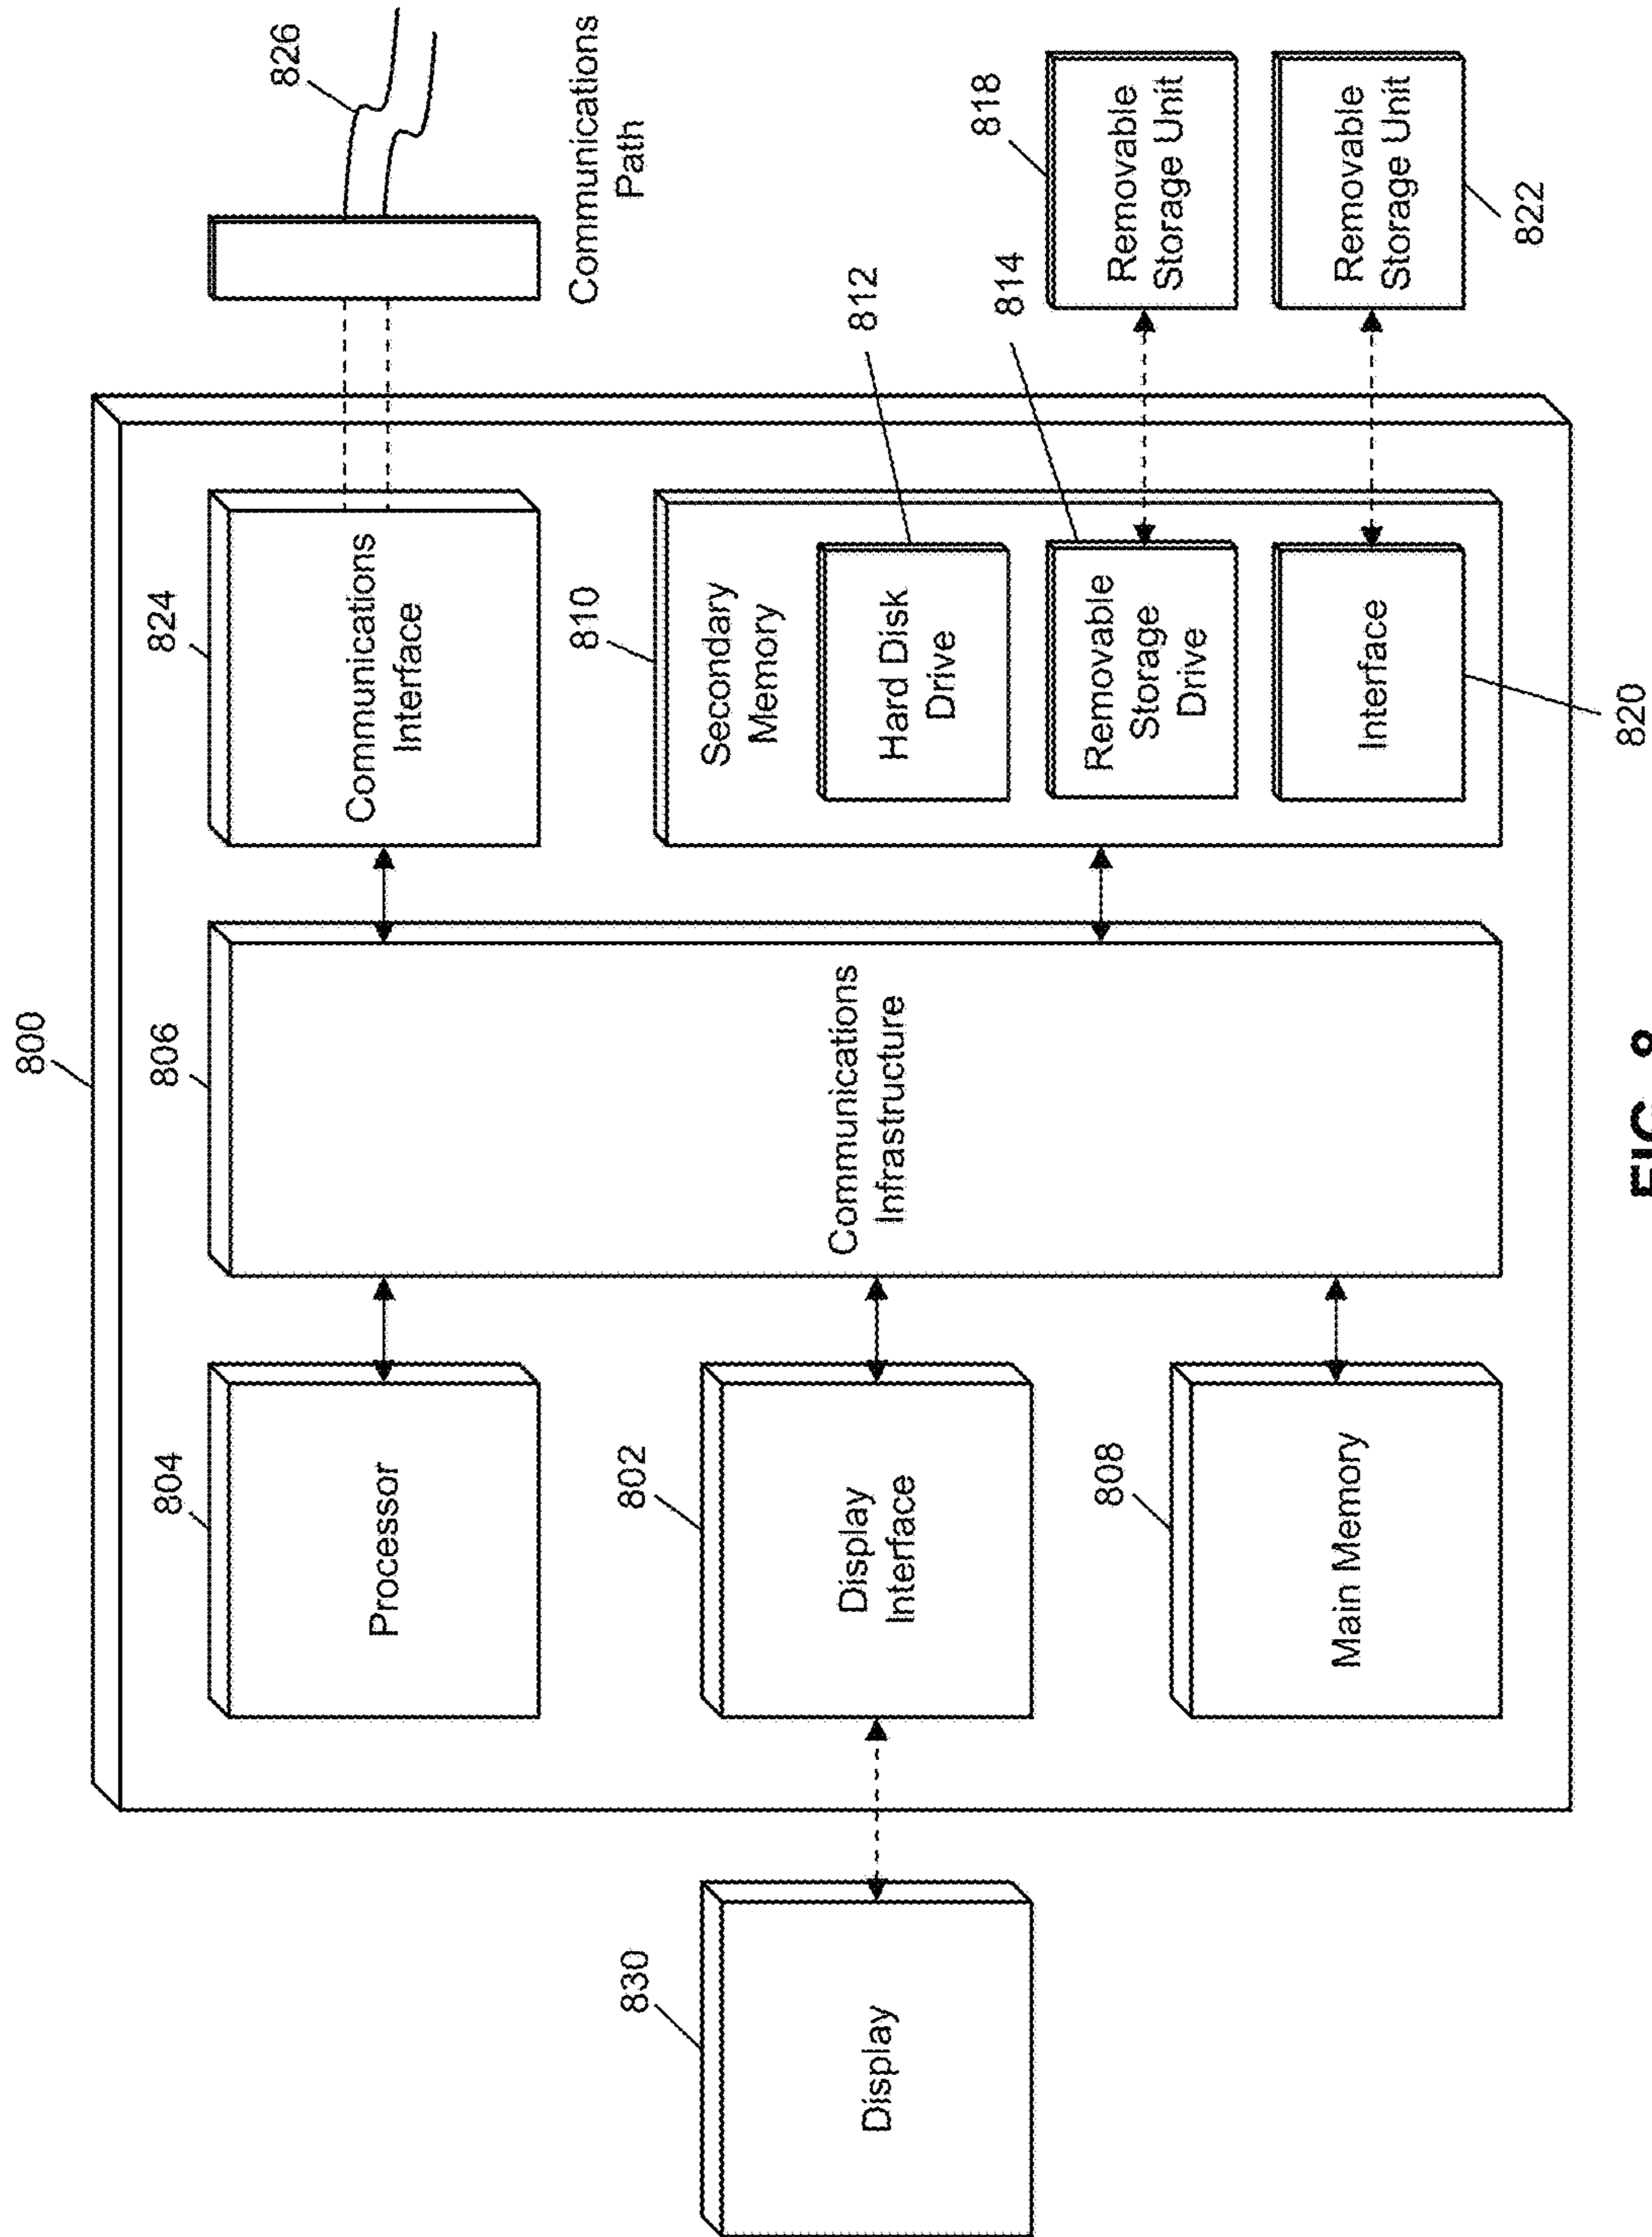 800
804
Processor
802
Display
Interface
808
Main Memory
830
Display
806
Communications
Infrastructure
824
Communications
Interface
810
Secondary
Memory
Hard Disk
Drive
812
Removable
Storage
Drive
814
Interface
820
826
Communications
Path
818
Removable
Storage Unit
Removable
Storage Unit
822
FIG. 8